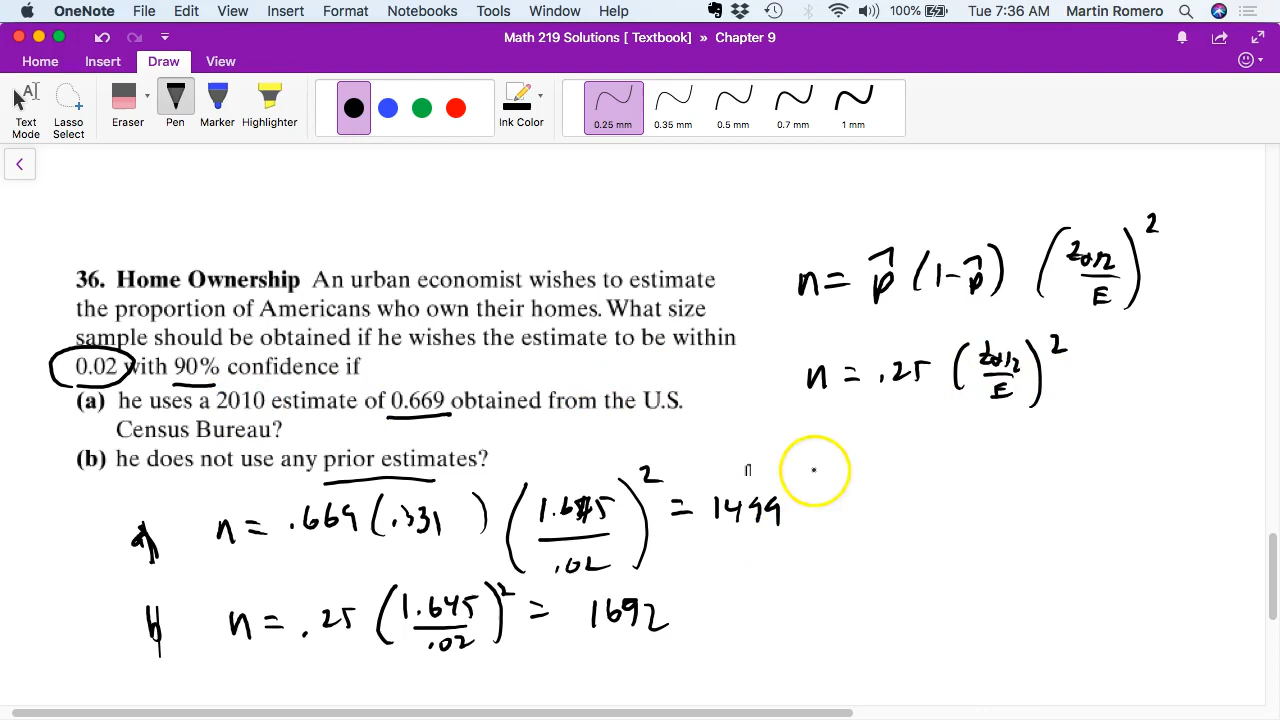 OneNote File Edit View Insert Format Notebooks Tools Window Help 100% Tue 7:36 AM Martin Romero
Math 219 Solutions [ Textbook] » Chapter 9
Home Insert Draw View
Text Mode
Lasso Select
Eraser
Pen
Marker
Highlighter
Ink Color
0.25 mm
0.35 mm
0.5 mm
0.7 mm
1 mm
36. Home Ownership An urban economist wishes to estimate
the proportion of Americans who own their homes. What size
sample should be obtained if he wishes the estimate to be within
0.02 with 90% confidence if
(a) he uses a 2010 estimate of 0.669 obtained from the U.S.
Census Bureau?
(b) he does not use any prior estimates?
n = p̂ (1-p̂) (zα/2 / E)²
n = .25 (zα/2 / E)²
a) n = .669 (.331) (1.645 / .02)² = 1499
b) n = .25 (1.645 / .02)² = 1692